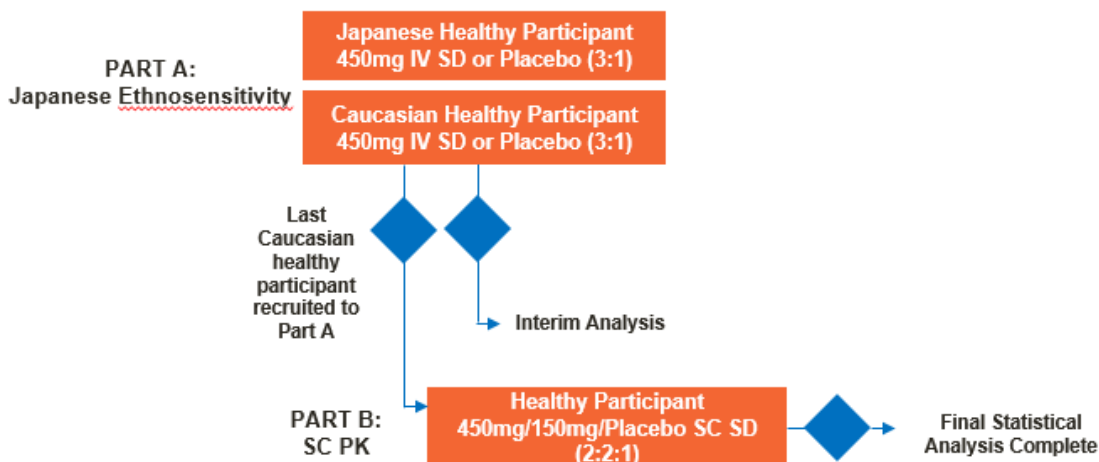 Japanese Healthy Participant
450mg IV SD or Placebo (3:1)
PART A:
Japanese Ethnosensitivity
Caucasian Healthy Participant
450mg IV SD or Placebo (3:1)
Last
Caucasian
healthy
participant
recruited to
Part A
Interim Analysis
PART B:
SC PK
Healthy Participant
450mg/150mg/Placebo SC SD
(2:2:1)
Final Statistical
Analysis Complete